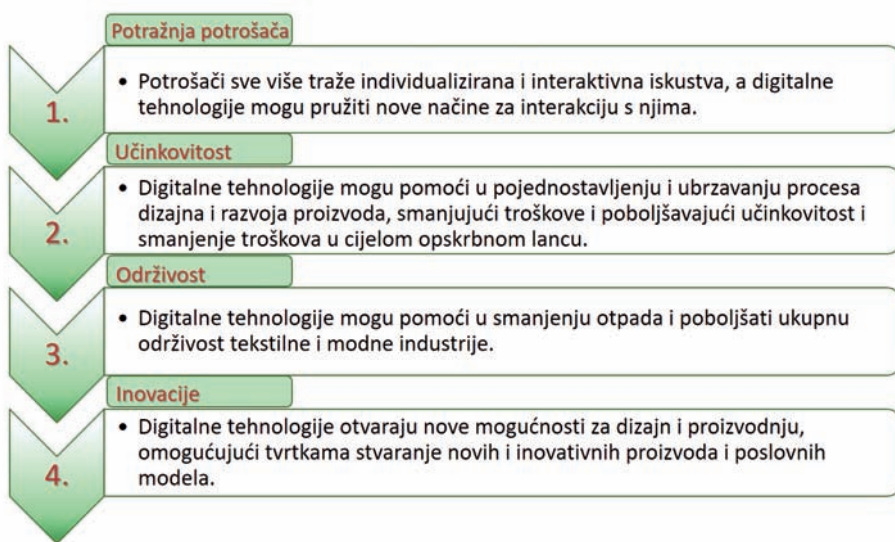 Potražnja potrošača
1.
• Potrošači sve više traže individualizirana i interaktivna iskustva, a digitalne
tehnologije mogu pružiti nove načine za interakciju s njima.
Učinkovitost
2.
• Digitalne tehnologije mogu pomoći u pojednostavljenju i ubrzavanju procesa
dizajna i razvoja proizvoda, smanjujući troškove i poboljšavajući učinkovitost i
smanjenje troškova u cijelom opskrbnom lancu.
Održivost
3.
• Digitalne tehnologije mogu pomoći u smanjenju otpada i poboljšati ukupnu
održivost tekstilne i modne industrije.
Inovacije
4.
• Digitalne tehnologije otvaraju nove mogućnosti za dizajn i proizvodnju,
omogućujući tvrtkama stvaranje novih i inovativnih proizvoda i poslovnih
modela.